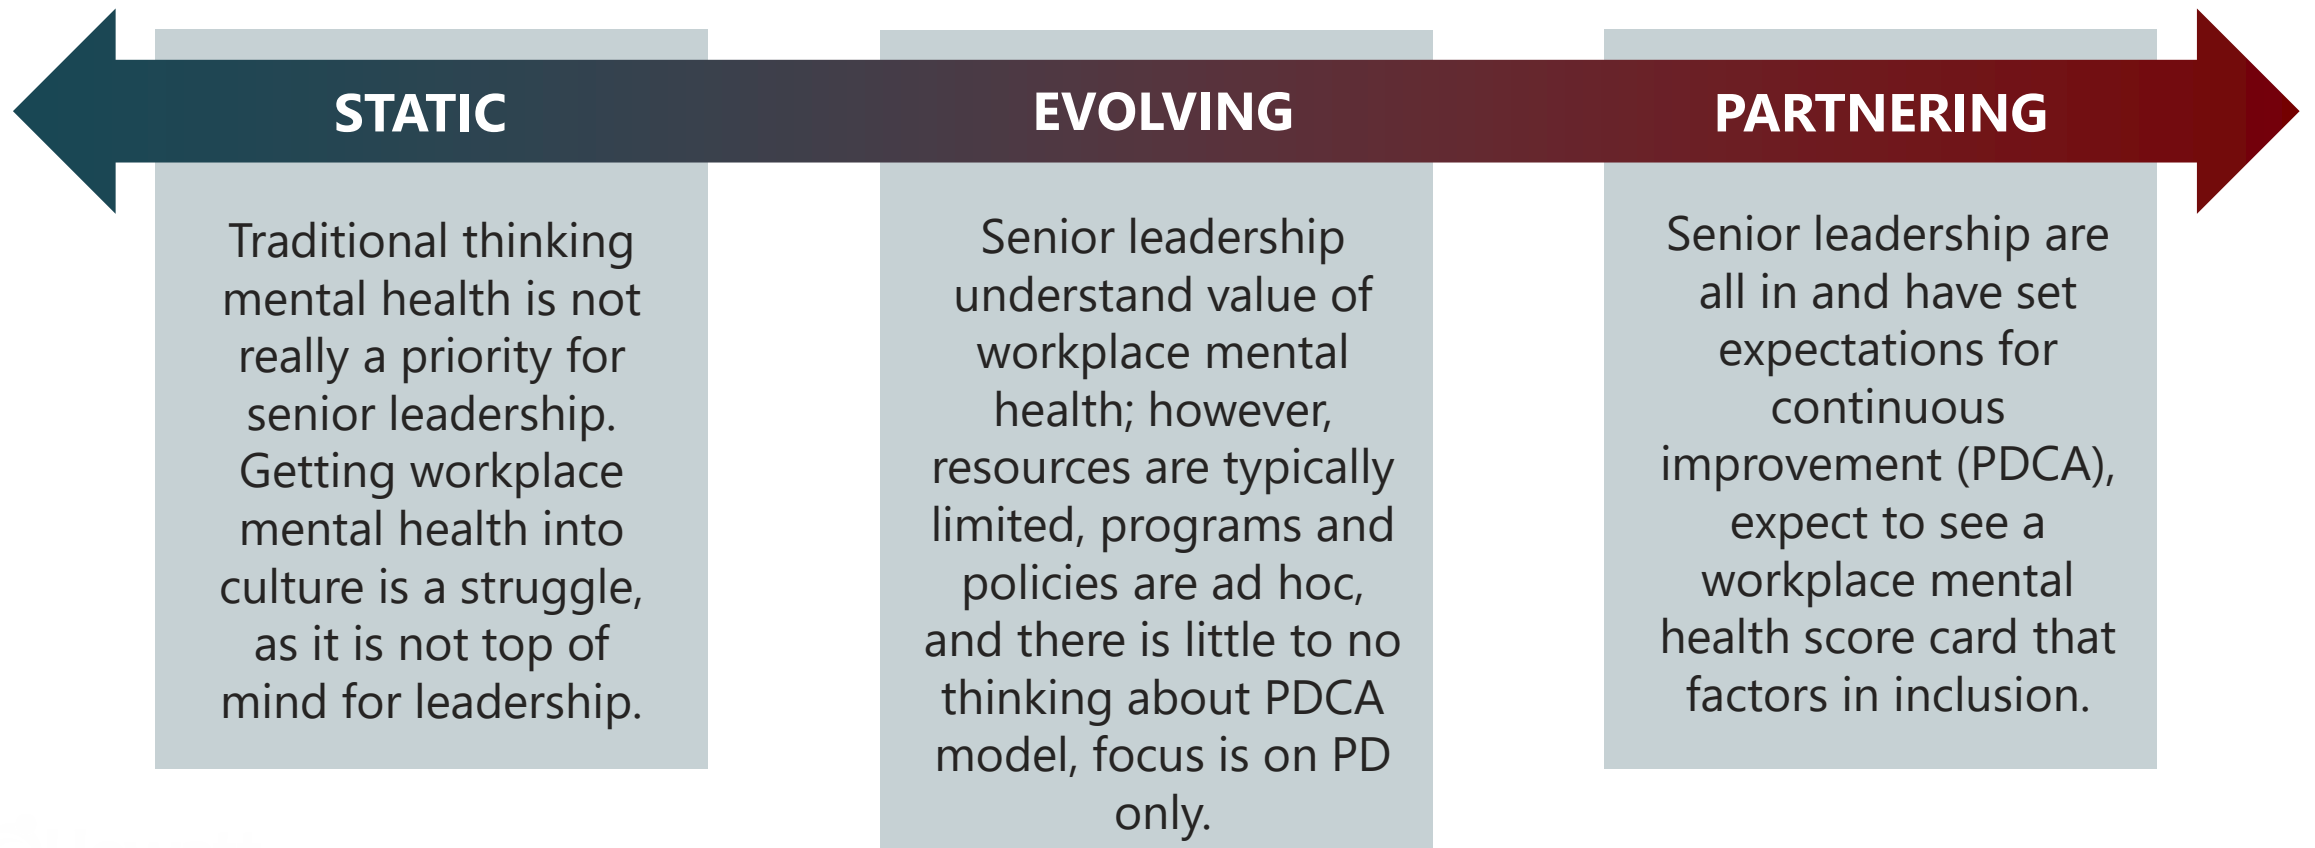 STATIC
Traditional thinking
mental health is not
really a priority for
senior leadership.
Getting workplace
mental health into
culture is a struggle,
as it is not top of
mind for leadership.
EVOLVING
Senior leadership
understand value of
workplace mental
health; however,
resources are typically
limited, programs and
policies are ad hoc,
and there is little to no
thinking about PDCA
model, focus is on PD
only.
PARTNERING
Senior leadership are
all in and have set
expectations for
continuous
improvement (PDCA),
expect to see a
workplace mental
health score card that
factors in inclusion.